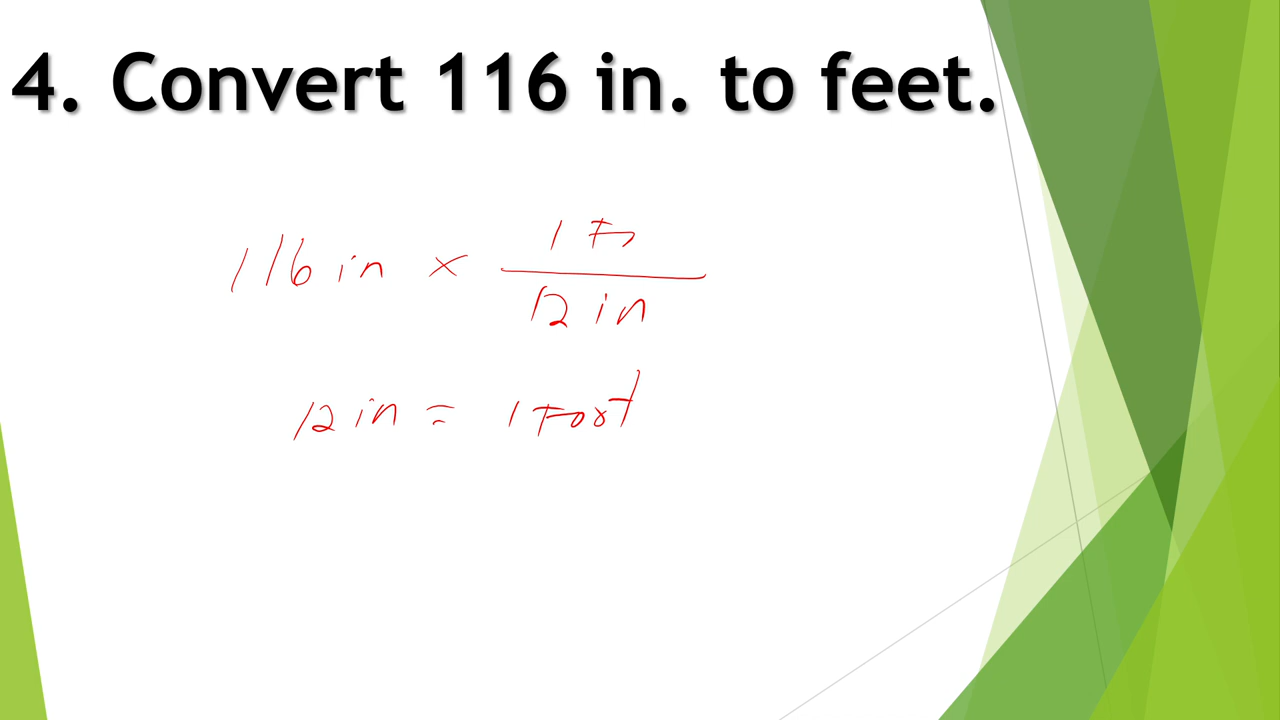 4. Convert 116 in. to feet.
116 in × 1 ft
12 in
12 in = 1 foot